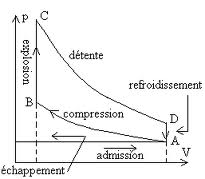 P
C
détente
explosion
D
refroidissement
B
compression
A
admission
V
échappement